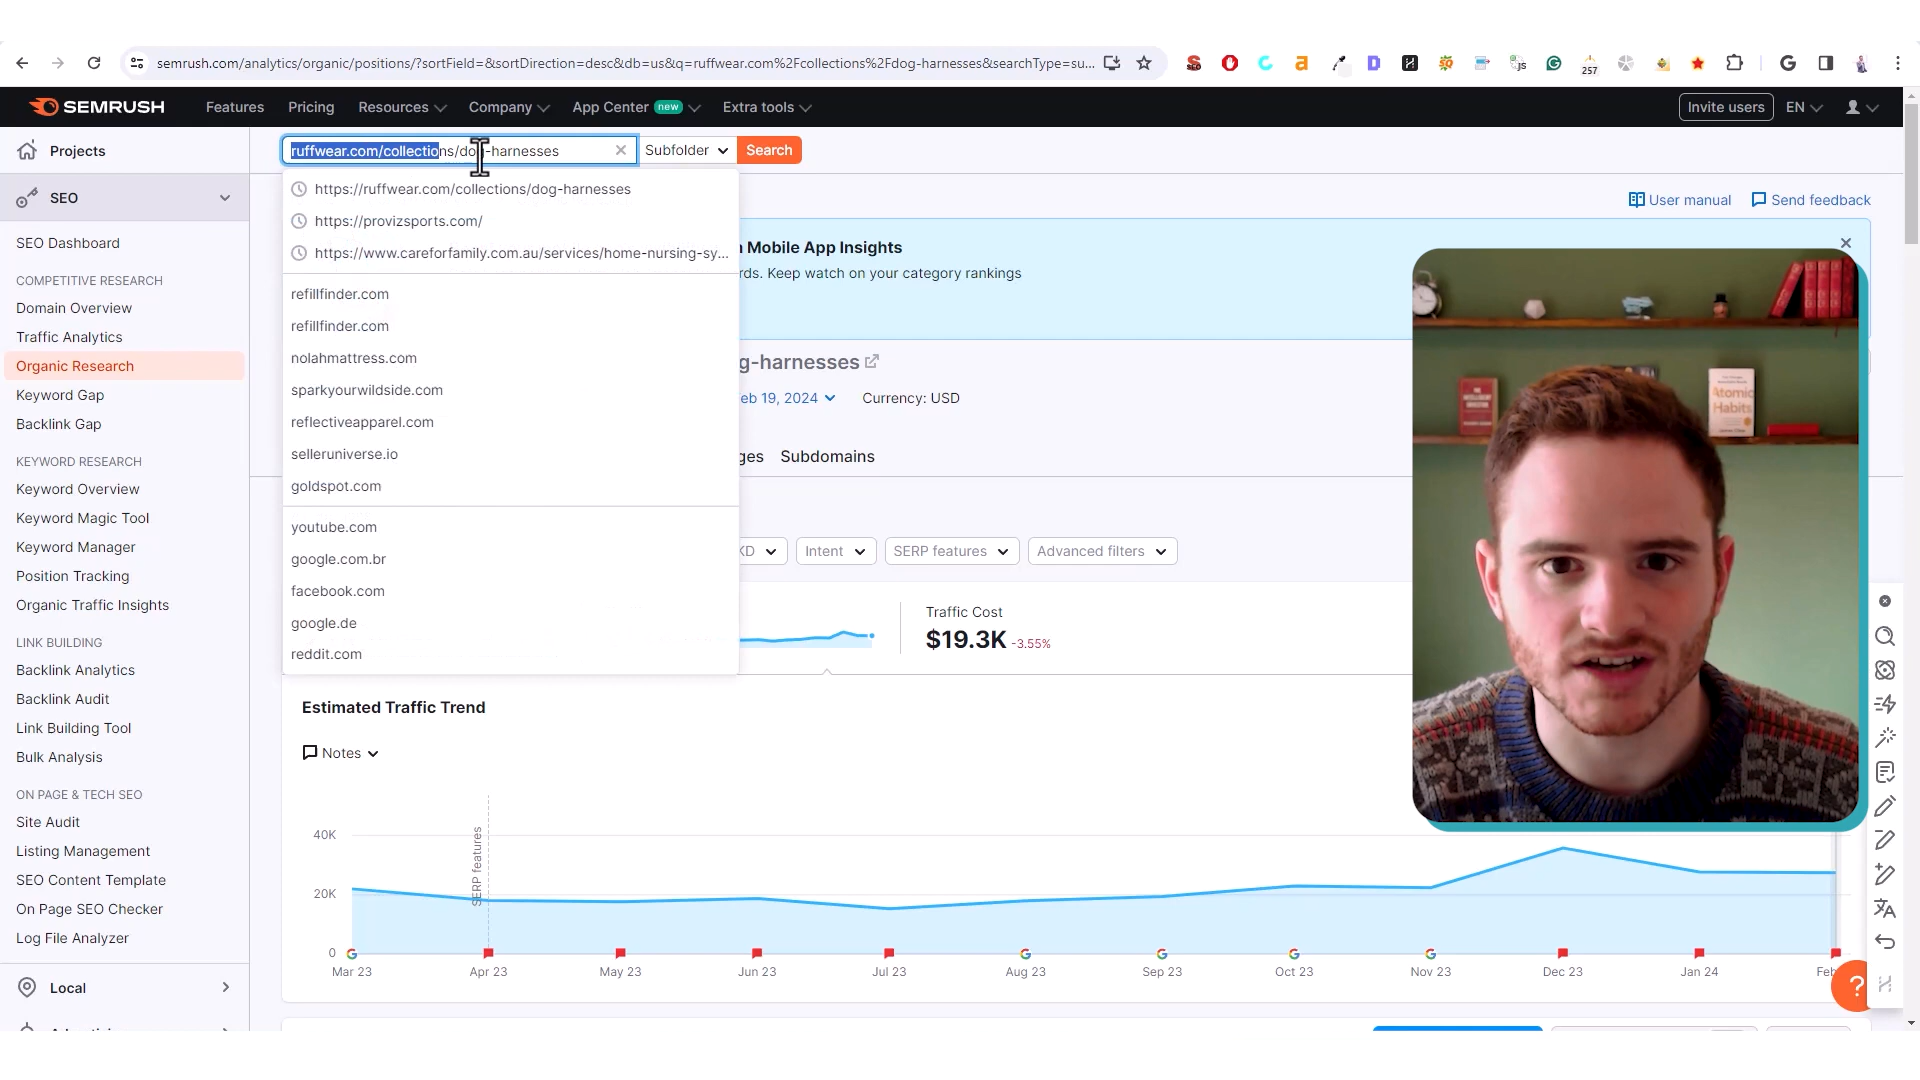 semrush.com/analytics/organic/positions/?sortField=&sortDirection=desc&db=us&q=ruffwear.com%2Fcollections%2Fdog-harnesses&searchType=su...
257
SEMRUSH
Features
Pricing
Resources
Company
App Center new
Extra tools
Invite users
EN
Projects
ruffwear.com/collections/dog-harnesses
Subfolder
Search
SEO
https://ruffwear.com/collections/dog-harnesses
https://provizsports.com/
https://www.careforfamily.com.au/services/home-nursing-sy...
User manual
Send feedback
Mobile App Insights
rds. Keep watch on your category rankings
SEO Dashboard
COMPETITIVE RESEARCH
Domain Overview
Traffic Analytics
Organic Research
Keyword Gap
Backlink Gap
KEYWORD RESEARCH
Keyword Overview
Keyword Magic Tool
Keyword Manager
Position Tracking
Organic Traffic Insights
LINK BUILDING
Backlink Analytics
Backlink Audit
Link Building Tool
Bulk Analysis
ON PAGE & TECH SEO
Site Audit
Listing Management
SEO Content Template
On Page SEO Checker
Log File Analyzer
Local
refillfinder.com
refillfinder.com
nolahmattress.com
sparkyourwildside.com
reflectiveapparel.com
selleruniverse.io
goldspot.com
youtube.com
google.com.br
facebook.com
google.de
reddit.com
g-harnesses
eb 19, 2024
Currency: USD
ges
Subdomains
KD
Intent
SERP features
Advanced filters
Traffic Cost
$19.3K -3.55%
Atomic
Habits
Estimated Traffic Trend
Notes
40K
20K
0
SERP features
Mar 23
Apr 23
May 23
Jun 23
Jul 23
Aug 23
Sep 23
Oct 23
Nov 23
Dec 23
Jan 24
Feb
?